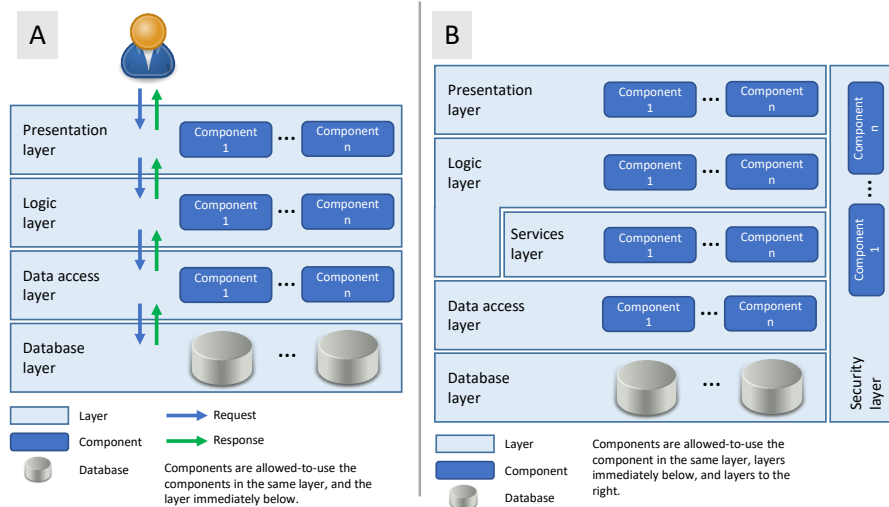 A
Presentation
layer
Component
1
...
Component
n
Logic
layer
Component
1
...
Component
n
Data access
layer
Component
1
...
Component
n
Database
layer
...
Layer
Request
Component
Response
Database
Components are allowed-to-use the
components in the same layer, and the
layer immediately below.
B
Presentation
layer
Component
1
...
Component
n
Logic
layer
Component
1
...
Component
n
Services
layer
Component
1
...
Component
n
Data access
layer
Component
1
...
Component
n
Database
layer
...
Component
n
...
Component
1
Security
layer
Layer
Component
Database
Components are allowed-to-use the
component in the same layer, layers
immediately below, and layers to the
right.